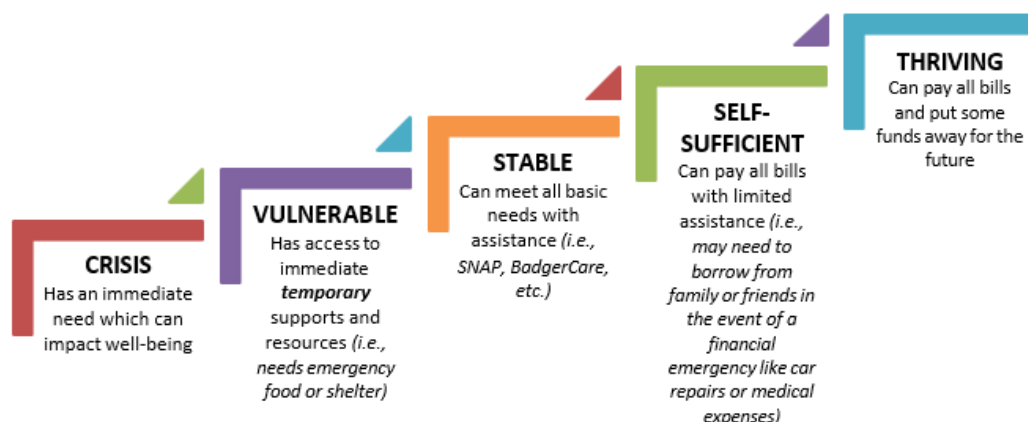 CRISIS
Has an immediate
need which can
impact well-being
VULNERABLE
Has access to
immediate
temporary
supports and
resources (i.e.,
needs emergency
food or shelter)
STABLE
Can meet all basic
needs with
assistance (i.e.,
SNAP, BadgerCare,
etc.)
SELF-
SUFFICIENT
Can pay all bills
with limited
assistance (i.e.,
may need to
borrow from
family or friends in
the event of a
financial
emergency like car
repairs or medical
expenses)
THRIVING
Can pay all bills
and put some
funds away for the
future